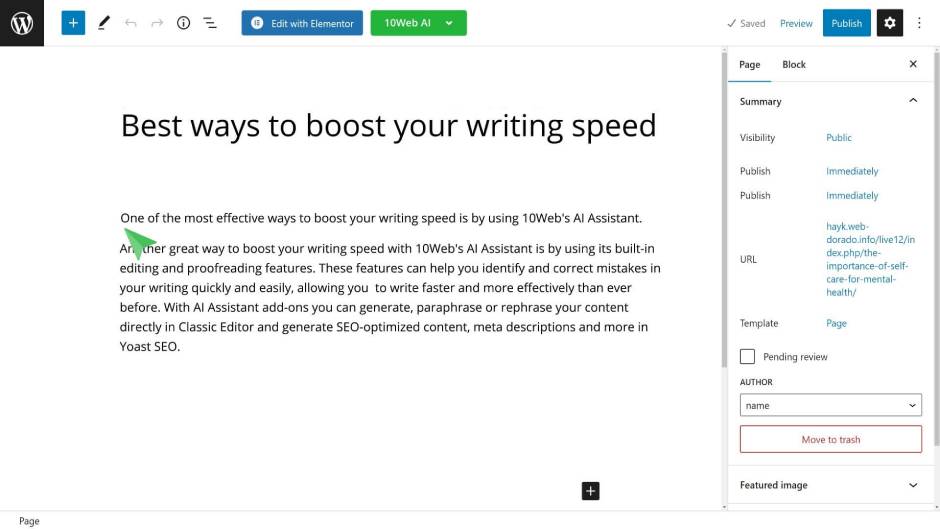 Edit with Elementor
10Web AI
Saved
Preview
Publish
Page
Block
Best ways to boost your writing speed
One of the most effective ways to boost your writing speed is by using 10Web's AI Assistant.
Another great way to boost your writing speed with 10Web's AI Assistant is by using its built-in
editing and proofreading features. These features can help you identify and correct mistakes in
your writing quickly and easily, allowing you to write faster and more effectively than ever
before. With AI Assistant add-ons you can generate, paraphrase or rephrase your content
directly in Classic Editor and generate SEO-optimized content, meta descriptions and more in
Yoast SEO.
Summary
Visibility Public
Publish Immediately
Publish Immediately
URL
hayk.web-
dorado.info/live12/in
dex.php/the-
importance-of-self-
care-for-mental-
health/
Template Page
Pending review
AUTHOR
name
Move to trash
Featured image
Page